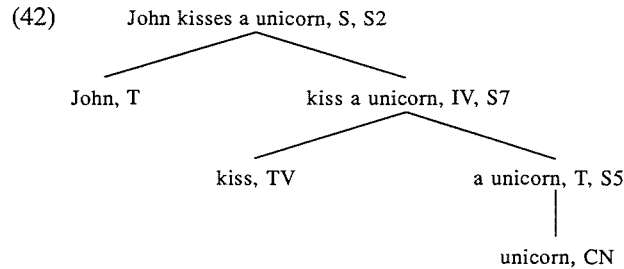 (42) John kisses a unicorn, S, S2
John, T kiss a unicorn, IV, S7
kiss, TV a unicorn, T, S5
unicorn, CN